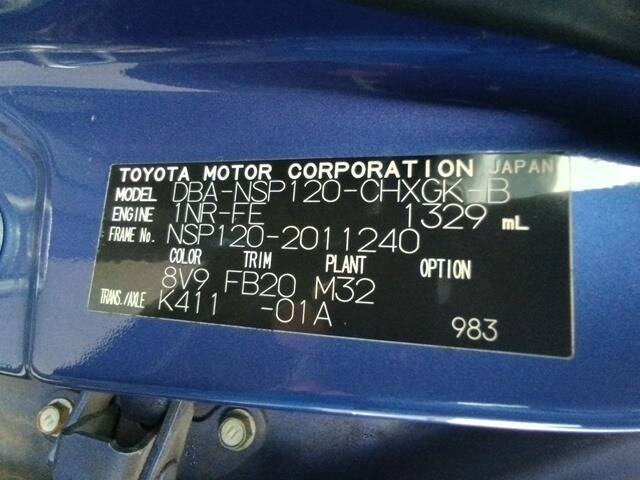 TOYOTA MOTOR CORPORATION JAPAN
MODEL DBA-NSP120-CHXGK-B
ENGINE 1NR-FE 1329 mL
FRAME No. NSP120-2011240
COLOR TRIM PLANT OPTION
8V9 FB20 M32
TRANS./AXLE K411 -01A
983